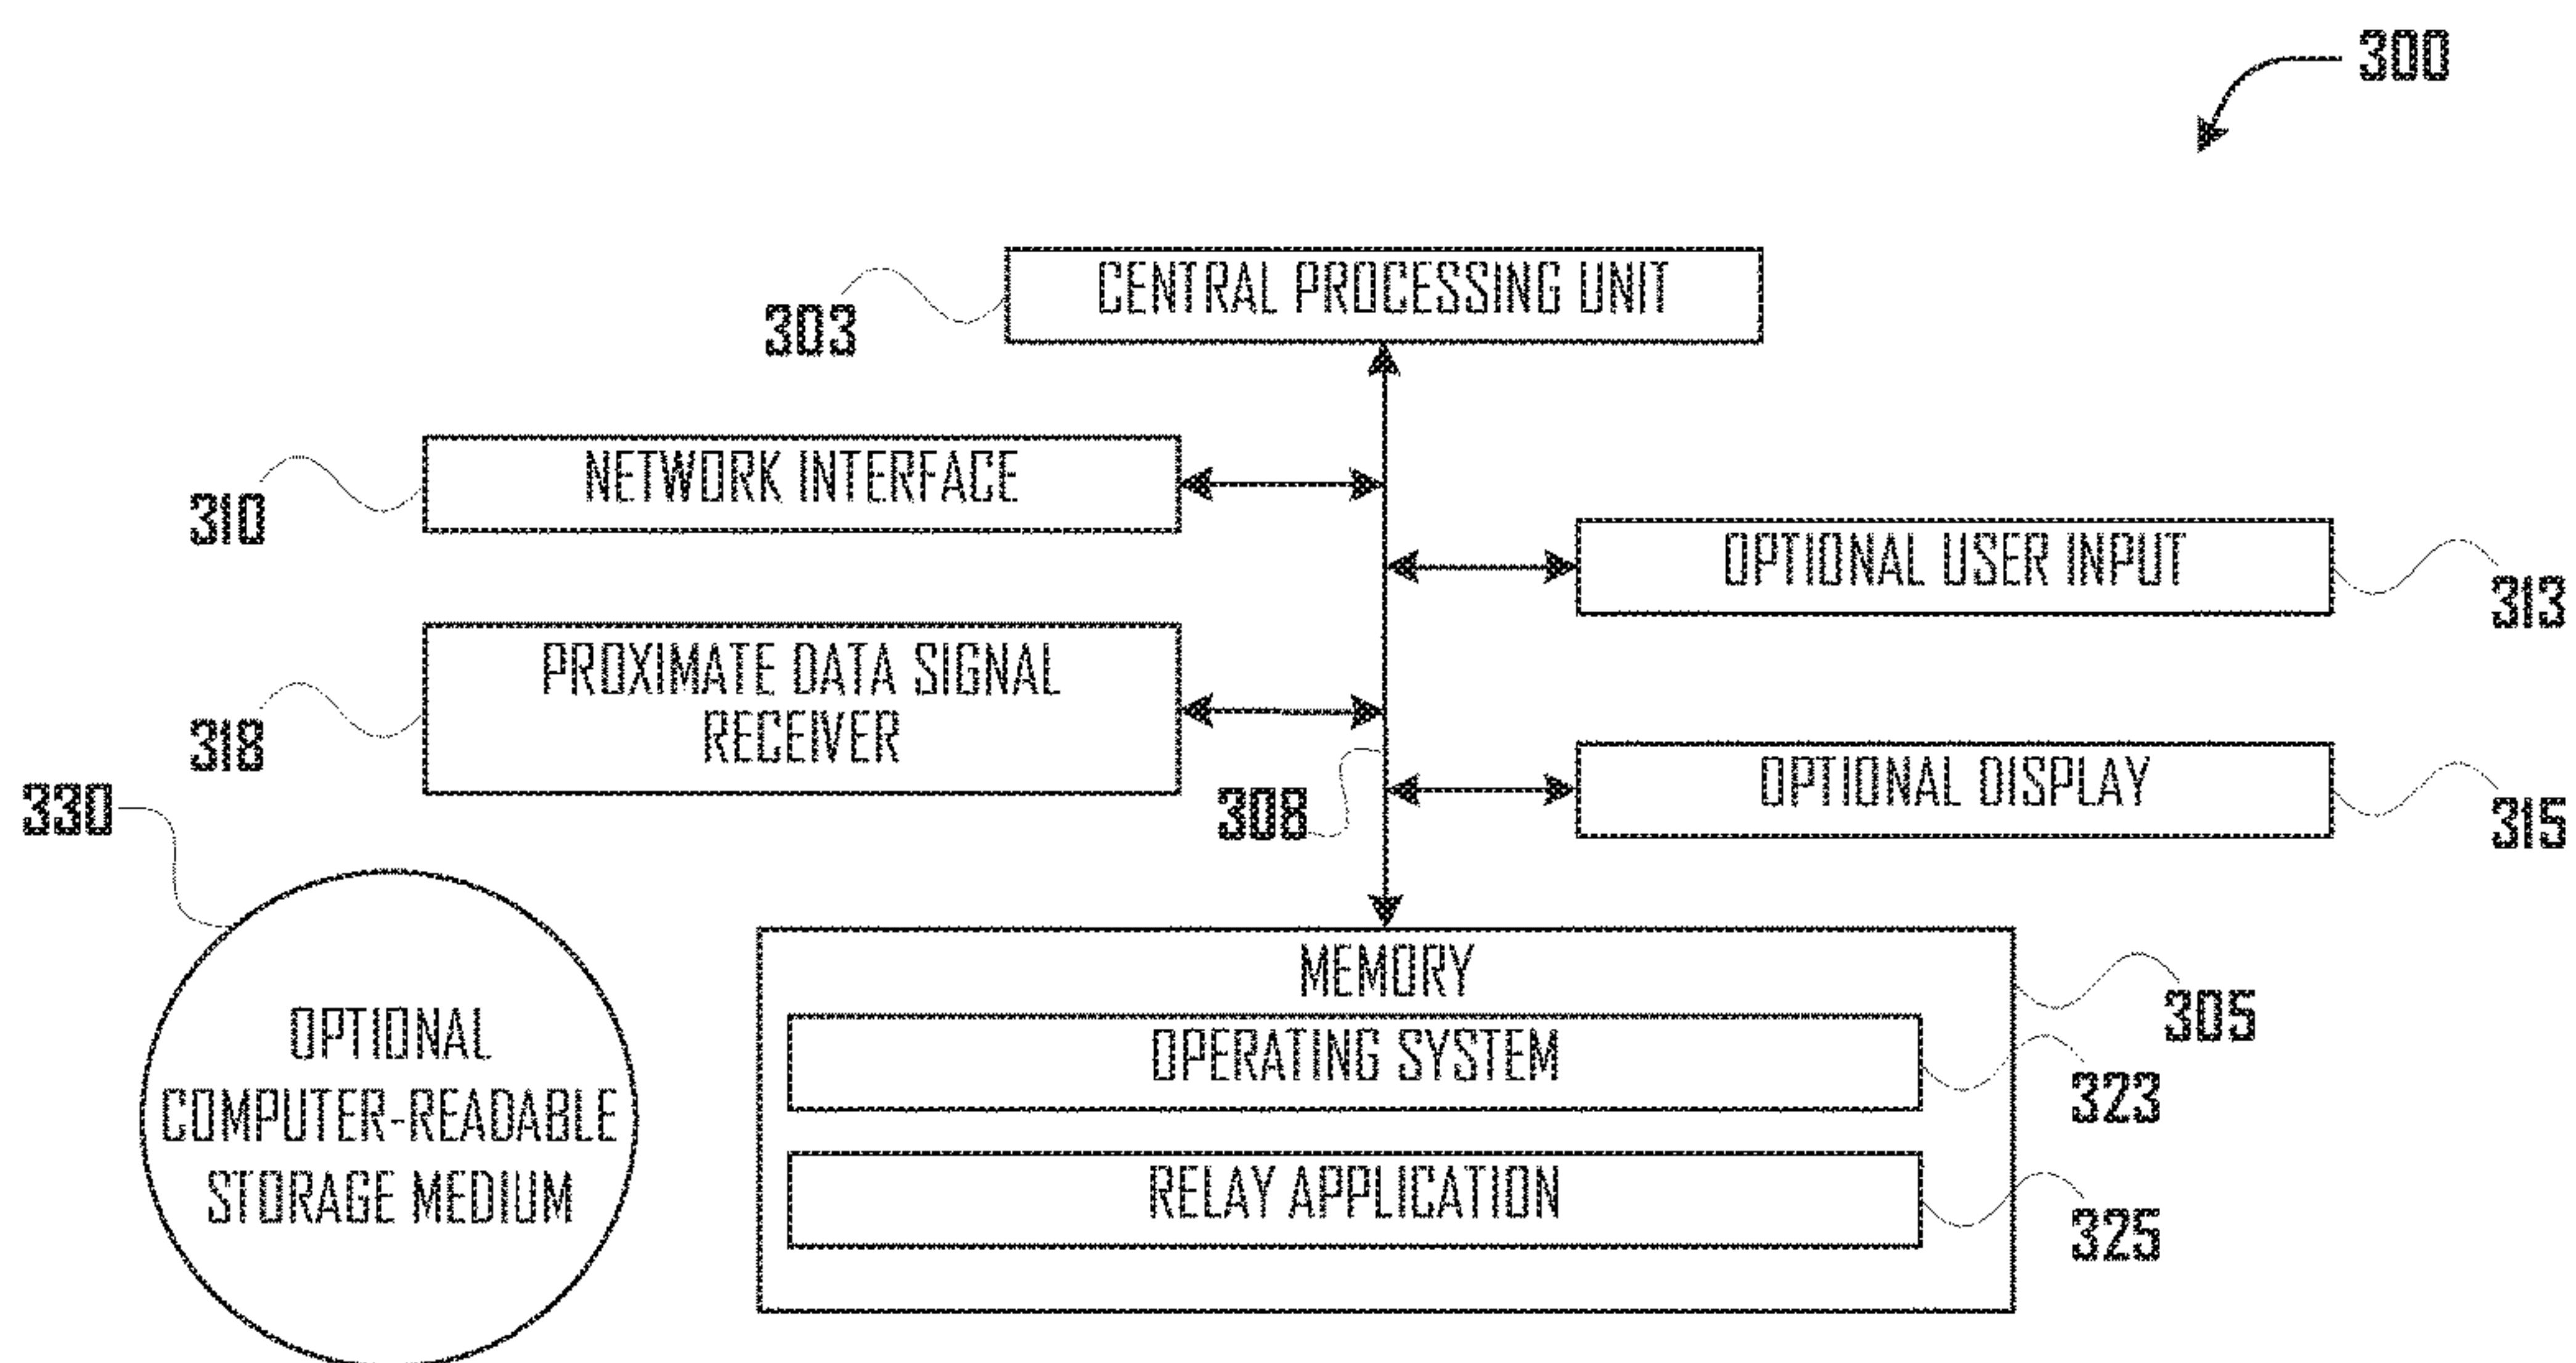 300
CENTRAL PROCESSING UNIT
303
NETWORK INTERFACE
310
OPTIONAL USER INPUT
313
PROXIMATE DATA SIGNAL
RECEIVER
318
308
OPTIONAL DISPLAY
315
330
OPTIONAL
COMPUTER-READABLE
STORAGE MEDIUM
MEMORY
305
OPERATING SYSTEM
323
RELAY APPLICATION
325